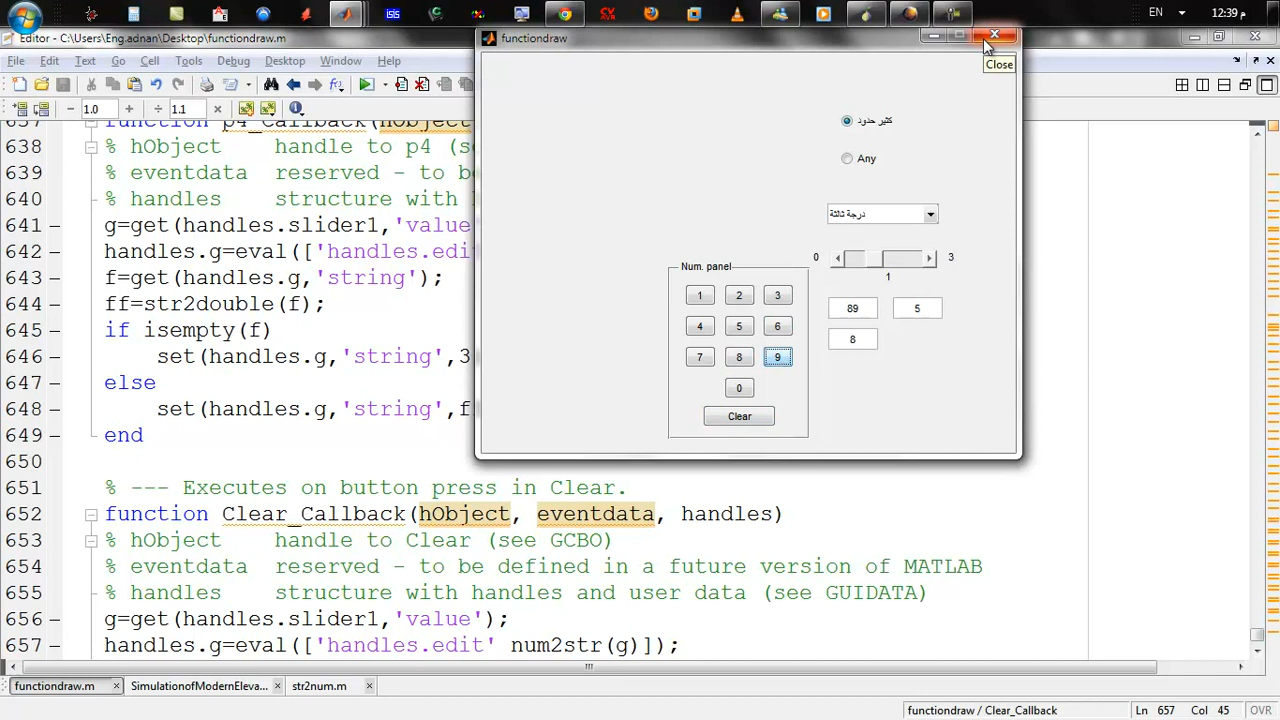 EN
12:39 م
Editor - C:\Users\Eng.adnan\Desktop\functiondraw.m
File Edit Text Go Cell Tools Debug Desktop Window Help
1.0
1.1
functiondraw
Close
كثير حدود
Any
درجة ثالثة
0
3
1
89
5
8
Num. panel
1 2 3
4 5 6
7 8 9
0
Clear
637 function p4_Callback(hObject
638 % hObject handle to p4 (s
639 % eventdata reserved - to b
640 % handles structure with
641 g=get(handles.slider1,'value
642 handles.g=eval(['handles.edi
643 f=get(handles.g,'string');
644 ff=str2double(f);
645 if isempty(f)
646 set(handles.g,'string',3
647 else
648 set(handles.g,'string',f
649 end
650
651 % --- Executes on button press in Clear.
652 function Clear_Callback(hObject, eventdata, handles)
653 % hObject handle to Clear (see GCBO)
654 % eventdata reserved - to be defined in a future version of MATLAB
655 % handles structure with handles and user data (see GUIDATA)
656 g=get(handles.slider1,'value');
657 handles.g=eval(['handles.edit' num2str(g)]);
functiondraw.m
SimulationofModernEleva...
str2num.m
functiondraw / Clear_Callback
Ln 657 Col 45 OVR